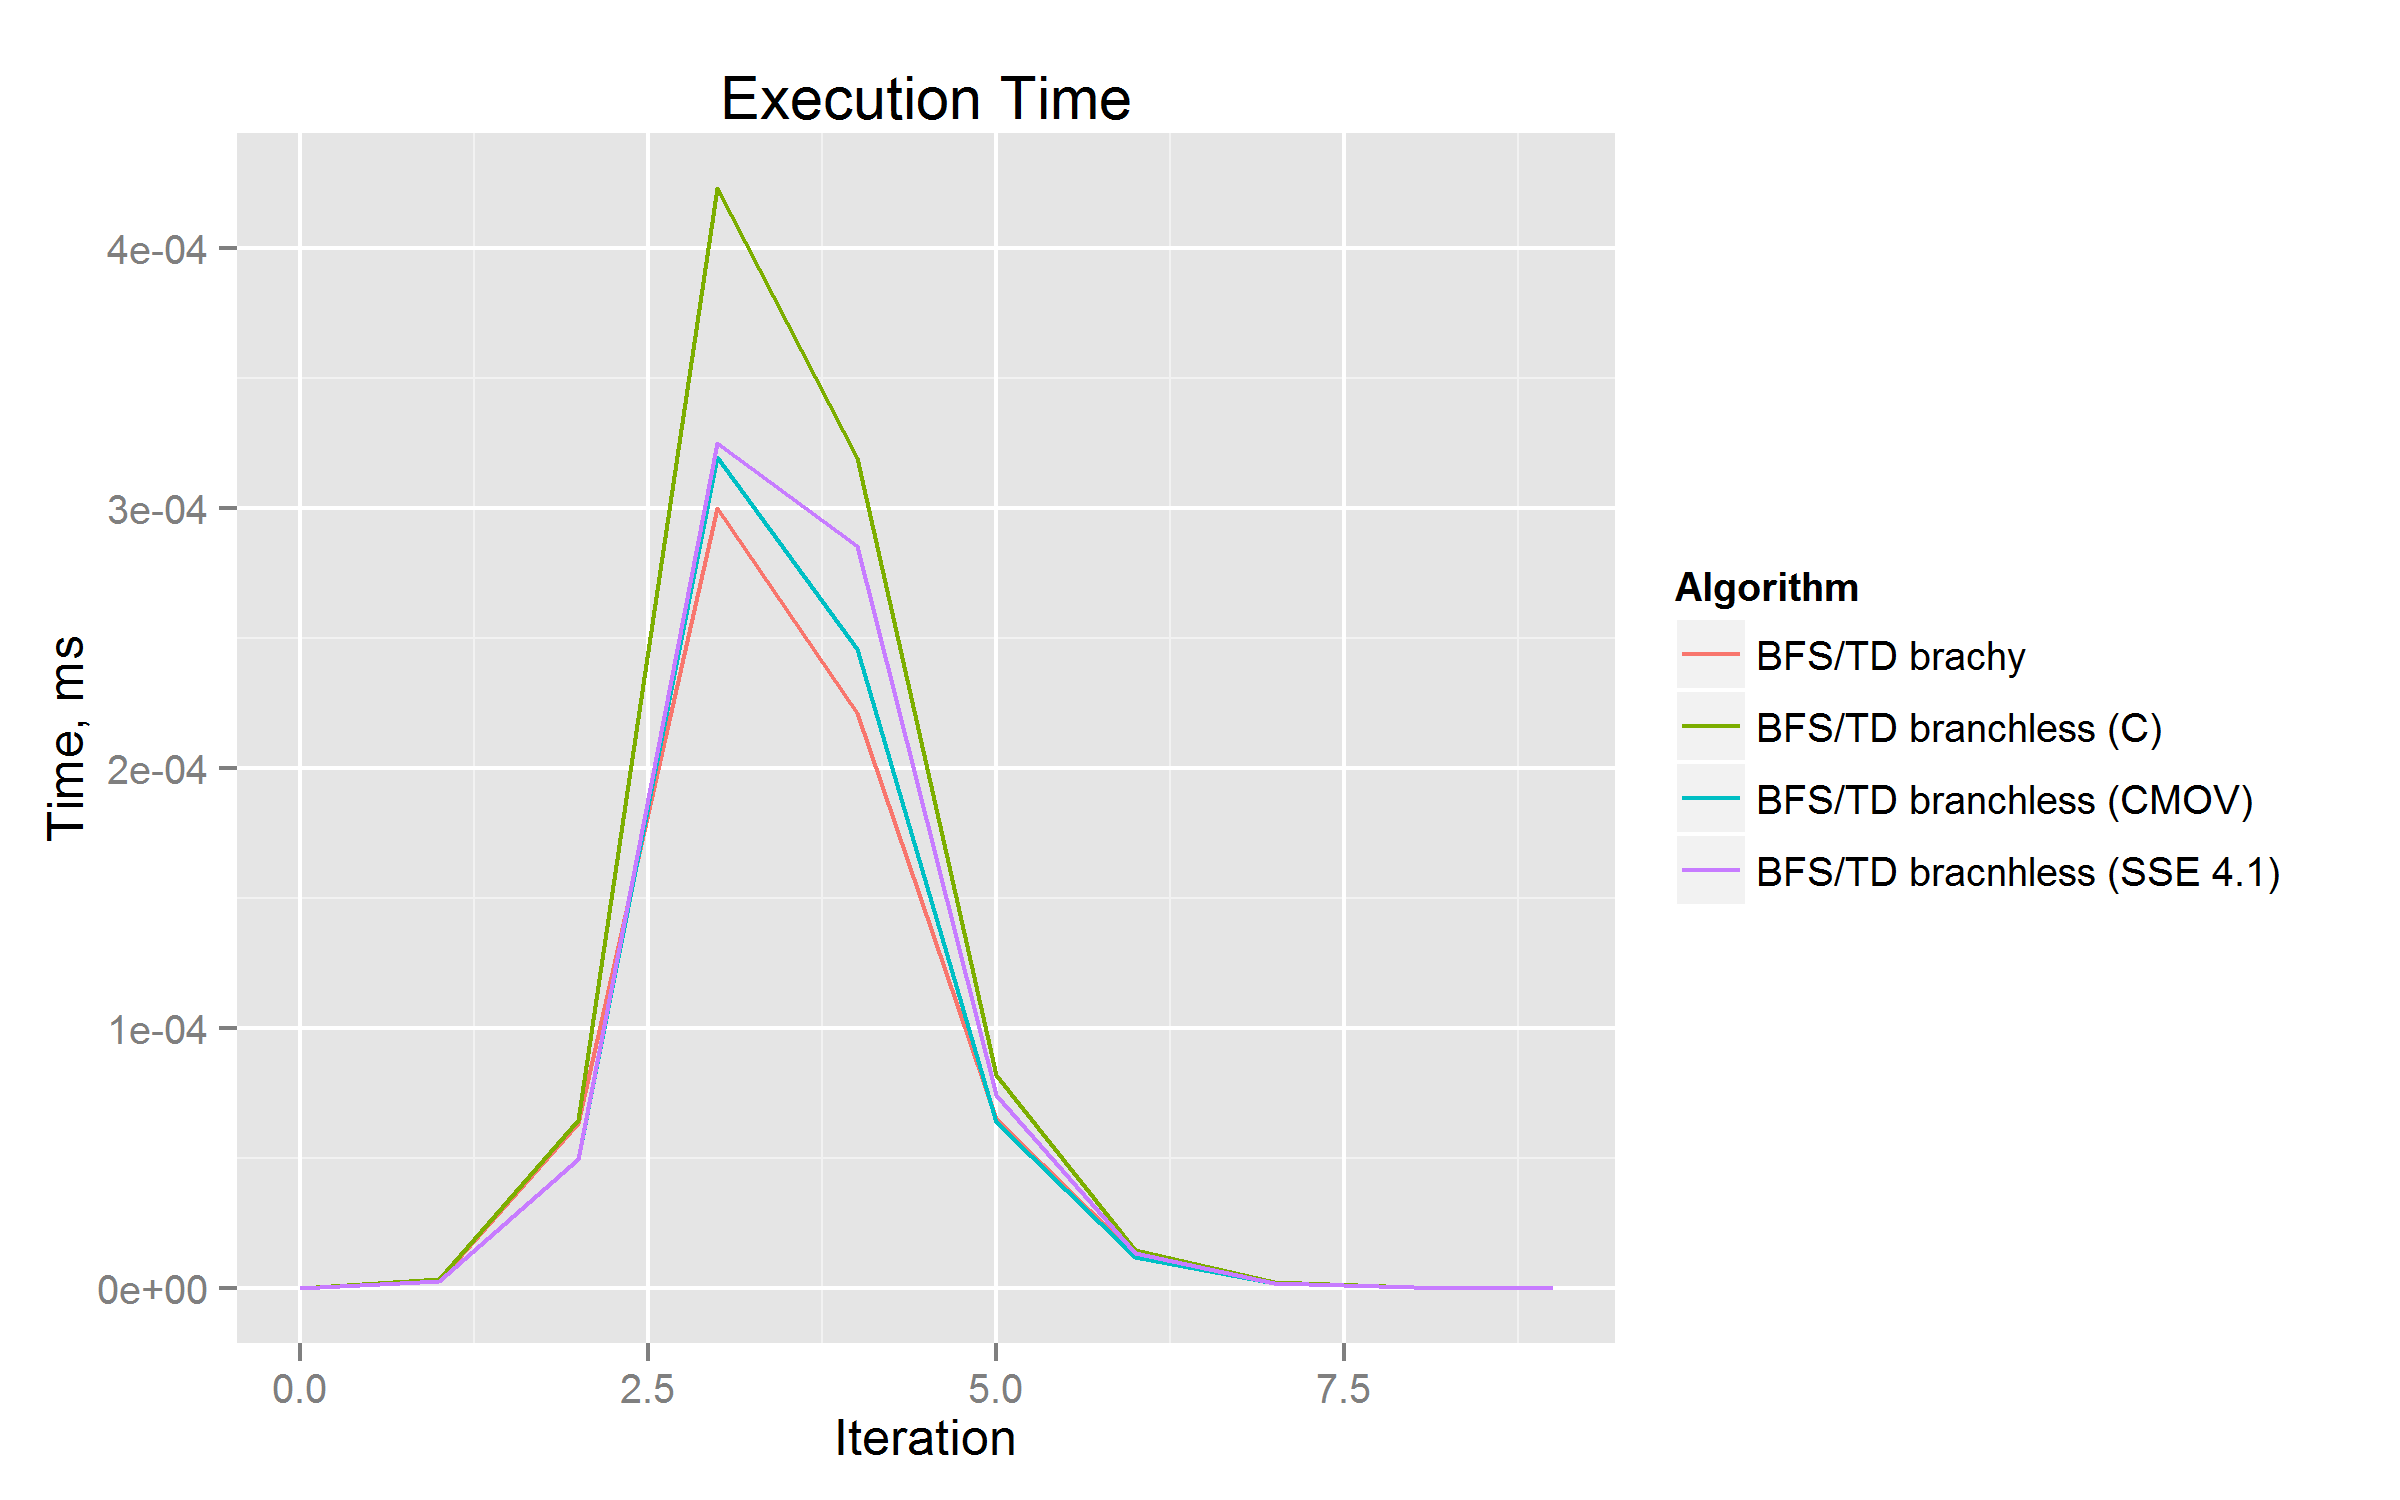 Execution Time
4e-04
3e-04
2e-04
1e-04
0e+00
Time, ms
0.0
2.5
5.0
7.5
Iteration
Algorithm
BFS/TD brachy
BFS/TD branchless (C)
BFS/TD branchless (CMOV)
BFS/TD bracnhless (SSE 4.1)